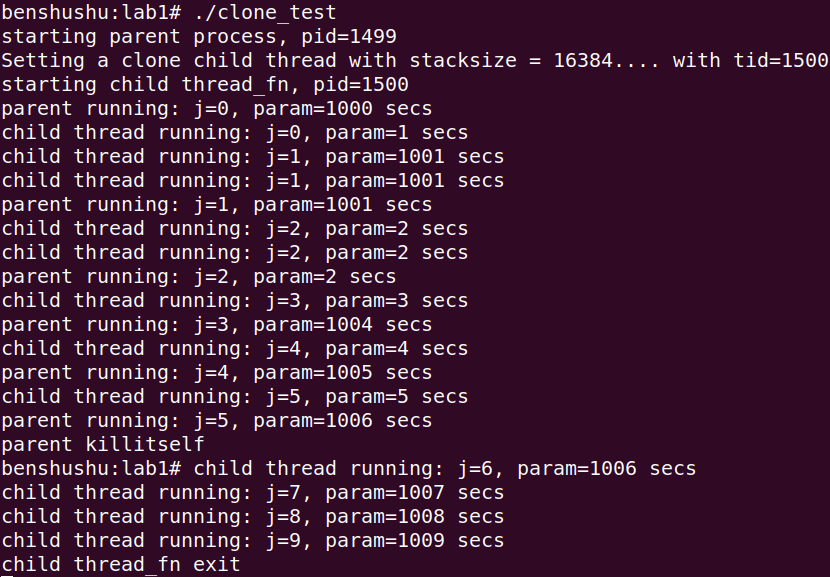 benshushu:lab1# ./clone_test
starting parent process, pid=1499
Setting a clone child thread with stacksize = 16384.... with tid=1500
starting child thread_fn, pid=1500
parent running: j=0, param=1000 secs
child thread running: j=0, param=1 secs
child thread running: j=1, param=1001 secs
child thread running: j=1, param=1001 secs
parent running: j=1, param=1001 secs
child thread running: j=2, param=2 secs
child thread running: j=2, param=2 secs
parent running: j=2, param=2 secs
child thread running: j=3, param=3 secs
parent running: j=3, param=1004 secs
child thread running: j=4, param=4 secs
parent running: j=4, param=1005 secs
child thread running: j=5, param=5 secs
parent running: j=5, param=1006 secs
parent killitself
benshushu:lab1# child thread running: j=6, param=1006 secs
child thread running: j=7, param=1007 secs
child thread running: j=8, param=1008 secs
child thread running: j=9, param=1009 secs
child thread_fn exit